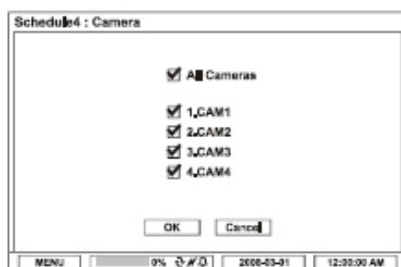 Schedule4 : Camera
All Cameras
1.CAM1
2.CAM2
3.CAM3
4.CAM4
OK Cancel
MENU 0% 2008-03-01 12:00:00 AM